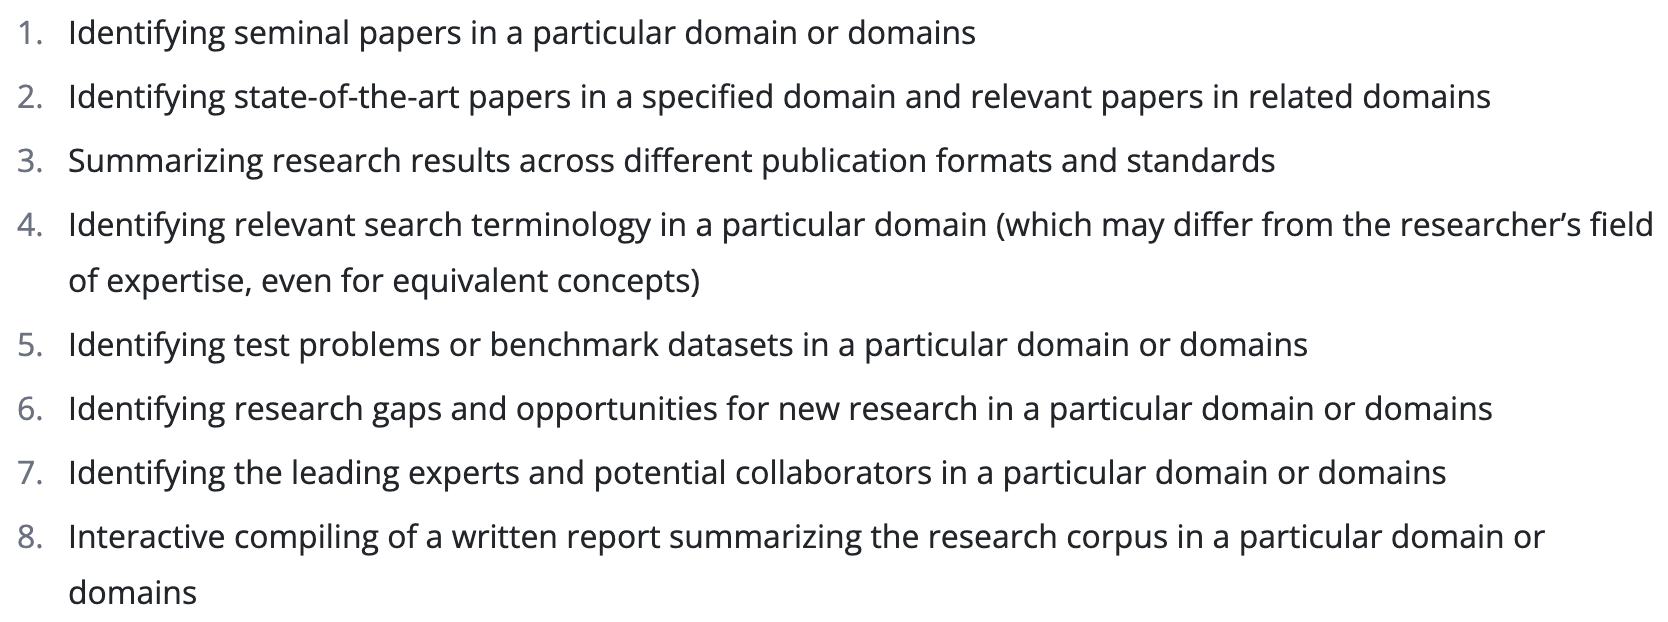 1. Identifying seminal papers in a particular domain or domains
2. Identifying state-of-the-art papers in a specified domain and relevant papers in related domains
3. Summarizing research results across different publication formats and standards
4. Identifying relevant search terminology in a particular domain (which may differ from the researcher’s field
of expertise, even for equivalent concepts)
5. Identifying test problems or benchmark datasets in a particular domain or domains
6. Identifying research gaps and opportunities for new research in a particular domain or domains
7. Identifying the leading experts and potential collaborators in a particular domain or domains
8. Interactive compiling of a written report summarizing the research corpus in a particular domain or
domains